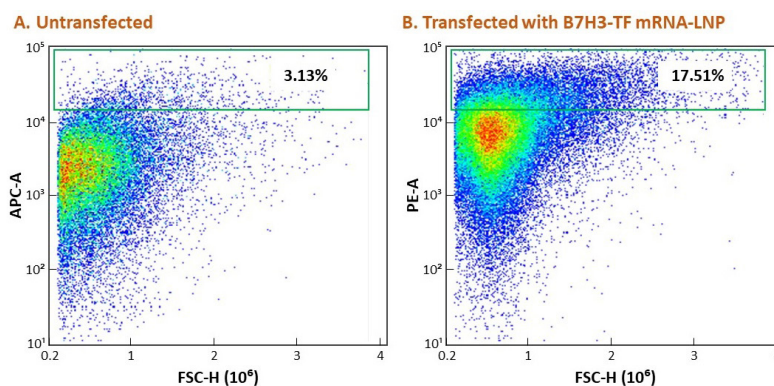 A. Untransfected
10⁵
3.13%
10⁴
APC-A
10³
10²
10¹
0.2 1 2 3 4
FSC-H (10⁶)
B. Transfected with B7H3-TF mRNA-LNP
10⁵
17.51%
10⁴
PE-A
10³
10²
10¹
0.2 1 2 3
FSC-H (10⁶)